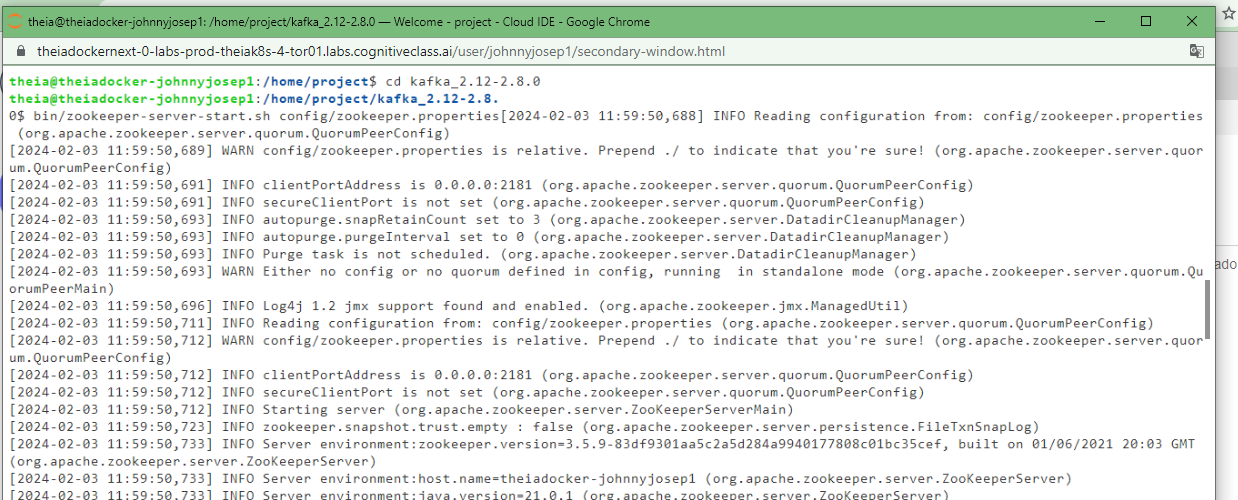 theia@theiadocker-johnnyjosep1: /home/project/kafka_2.12-2.8.0 — Welcome - project - Cloud IDE - Google Chrome
theiadockernext-0-labs-prod-theiak8s-4-tor01.labs.cognitiveclass.ai/user/johnnyjosep1/secondary-window.html
theia@theiadocker-johnnyjosep1:/home/project$ cd kafka_2.12-2.8.0
theia@theiadocker-johnnyjosep1:/home/project/kafka_2.12-2.8.
0$ bin/zookeeper-server-start.sh config/zookeeper.properties[2024-02-03 11:59:50,688] INFO Reading configuration from: config/zookeeper.properties
(org.apache.zookeeper.server.quorum.QuorumPeerConfig)
[2024-02-03 11:59:50,689] WARN config/zookeeper.properties is relative. Prepend ./ to indicate that you're sure! (org.apache.zookeeper.server.quor
um.QuorumPeerConfig)
[2024-02-03 11:59:50,691] INFO clientPortAddress is 0.0.0.0:2181 (org.apache.zookeeper.server.quorum.QuorumPeerConfig)
[2024-02-03 11:59:50,691] INFO secureClientPort is not set (org.apache.zookeeper.server.quorum.QuorumPeerConfig)
[2024-02-03 11:59:50,693] INFO autopurge.snapRetainCount set to 3 (org.apache.zookeeper.server.DatadirCleanupManager)
[2024-02-03 11:59:50,693] INFO autopurge.purgeInterval set to 0 (org.apache.zookeeper.server.DatadirCleanupManager)
[2024-02-03 11:59:50,693] INFO Purge task is not scheduled. (org.apache.zookeeper.server.DatadirCleanupManager)
[2024-02-03 11:59:50,693] WARN Either no config or no quorum defined in config, running  in standalone mode (org.apache.zookeeper.server.quorum.Qu
orumPeerMain)
[2024-02-03 11:59:50,696] INFO Log4j 1.2 jmx support found and enabled. (org.apache.zookeeper.jmx.ManagedUtil)
[2024-02-03 11:59:50,711] INFO Reading configuration from: config/zookeeper.properties (org.apache.zookeeper.server.quorum.QuorumPeerConfig)
[2024-02-03 11:59:50,712] WARN config/zookeeper.properties is relative. Prepend ./ to indicate that you're sure! (org.apache.zookeeper.server.quor
um.QuorumPeerConfig)
[2024-02-03 11:59:50,712] INFO clientPortAddress is 0.0.0.0:2181 (org.apache.zookeeper.server.quorum.QuorumPeerConfig)
[2024-02-03 11:59:50,712] INFO secureClientPort is not set (org.apache.zookeeper.server.quorum.QuorumPeerConfig)
[2024-02-03 11:59:50,712] INFO Starting server (org.apache.zookeeper.server.ZooKeeperServerMain)
[2024-02-03 11:59:50,723] INFO zookeeper.snapshot.trust.empty : false (org.apache.zookeeper.server.persistence.FileTxnSnapLog)
[2024-02-03 11:59:50,733] INFO Server environment:zookeeper.version=3.5.9-83df9301aa5c2a5d284a9940177808c01bc35cef, built on 01/06/2021 20:03 GMT
(org.apache.zookeeper.server.ZooKeeperServer)
[2024-02-03 11:59:50,733] INFO Server environment:host.name=theiadocker-johnnyjosep1 (org.apache.zookeeper.server.ZooKeeperServer)
[2024-02-03 11:59:50,733] INFO Server environment:java.version=21.0.1 (org.apache.zookeeper.server.ZooKeeperServer)
ado